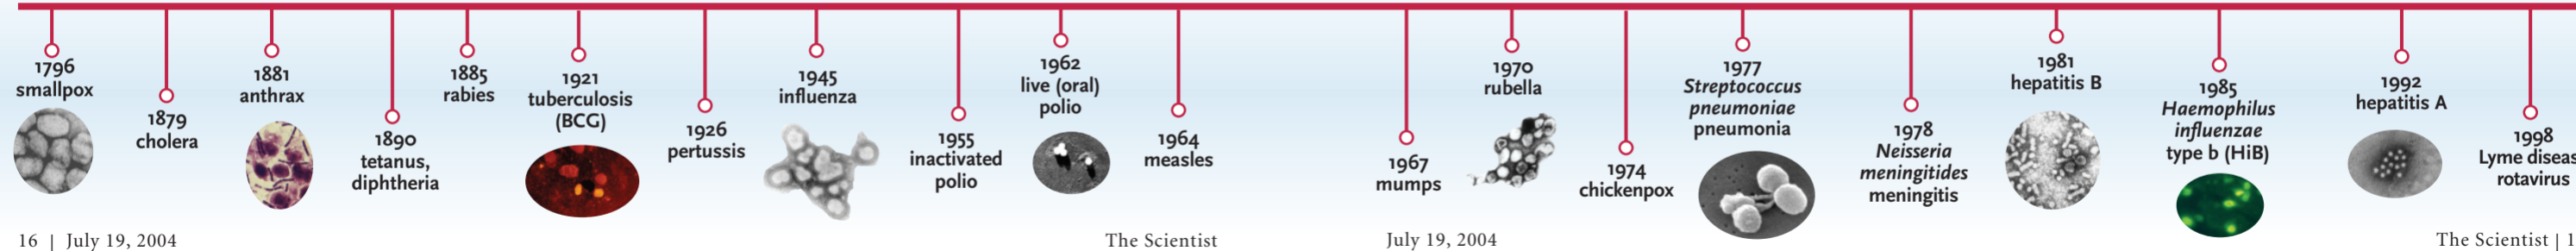 1796
smallpox
1879
cholera
1881
anthrax
1890
tetanus,
diphtheria
1885
rabies
1921
tuberculosis
(BCG)
1926
pertussis
1945
influenza
1955
inactivated
polio
1962
live (oral)
polio
1964
measles
1967
mumps
1970
rubella
1974
chickenpox
1977
Streptococcus
pneumoniae
pneumonia
1978
Neisseria
meningitides
meningitis
1981
hepatitis B
1985
Haemophilus
influenzae
type b (HiB)
1992
hepatitis A
1998
Lyme diseas
rotavirus
16 | July 19, 2004
The Scientist
July 19, 2004
The Scientist | 1